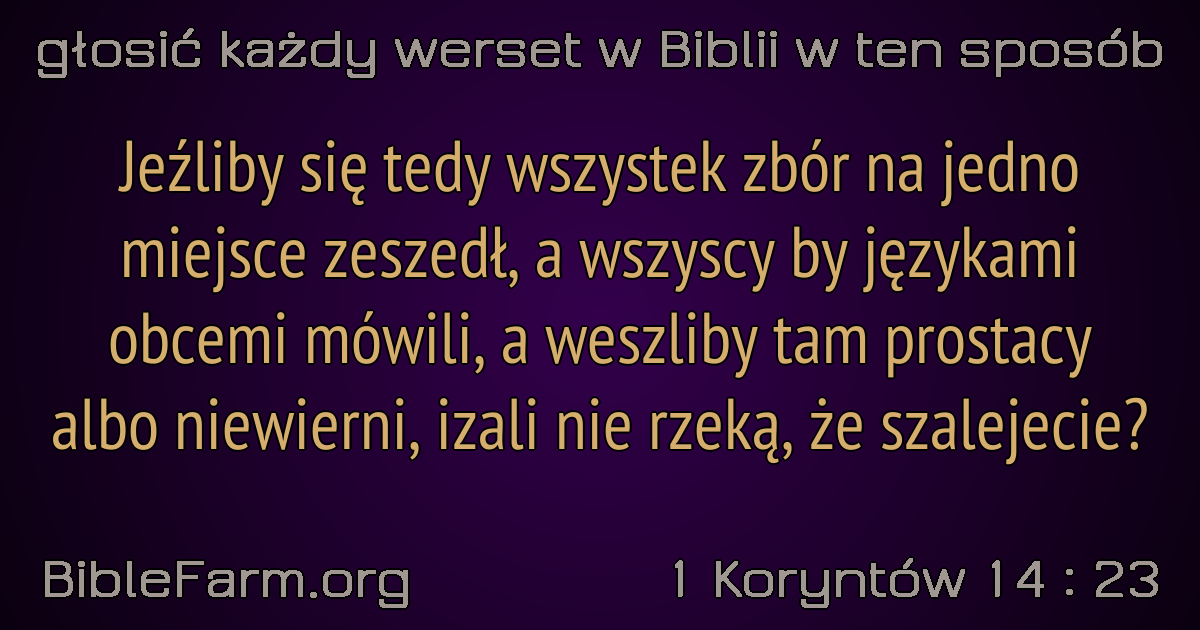 głosić każdy werset w Biblii w ten sposób
Jeźliby się tedy wszystek zbór na jedno
miejsce zeszedł, a wszyscy by językami
obcemi mówili, a weszliby tam prostacy
albo niewierni, izali nie rzeką, że szalejecie?
BibleFarm.org
1 Koryntów 14 : 23